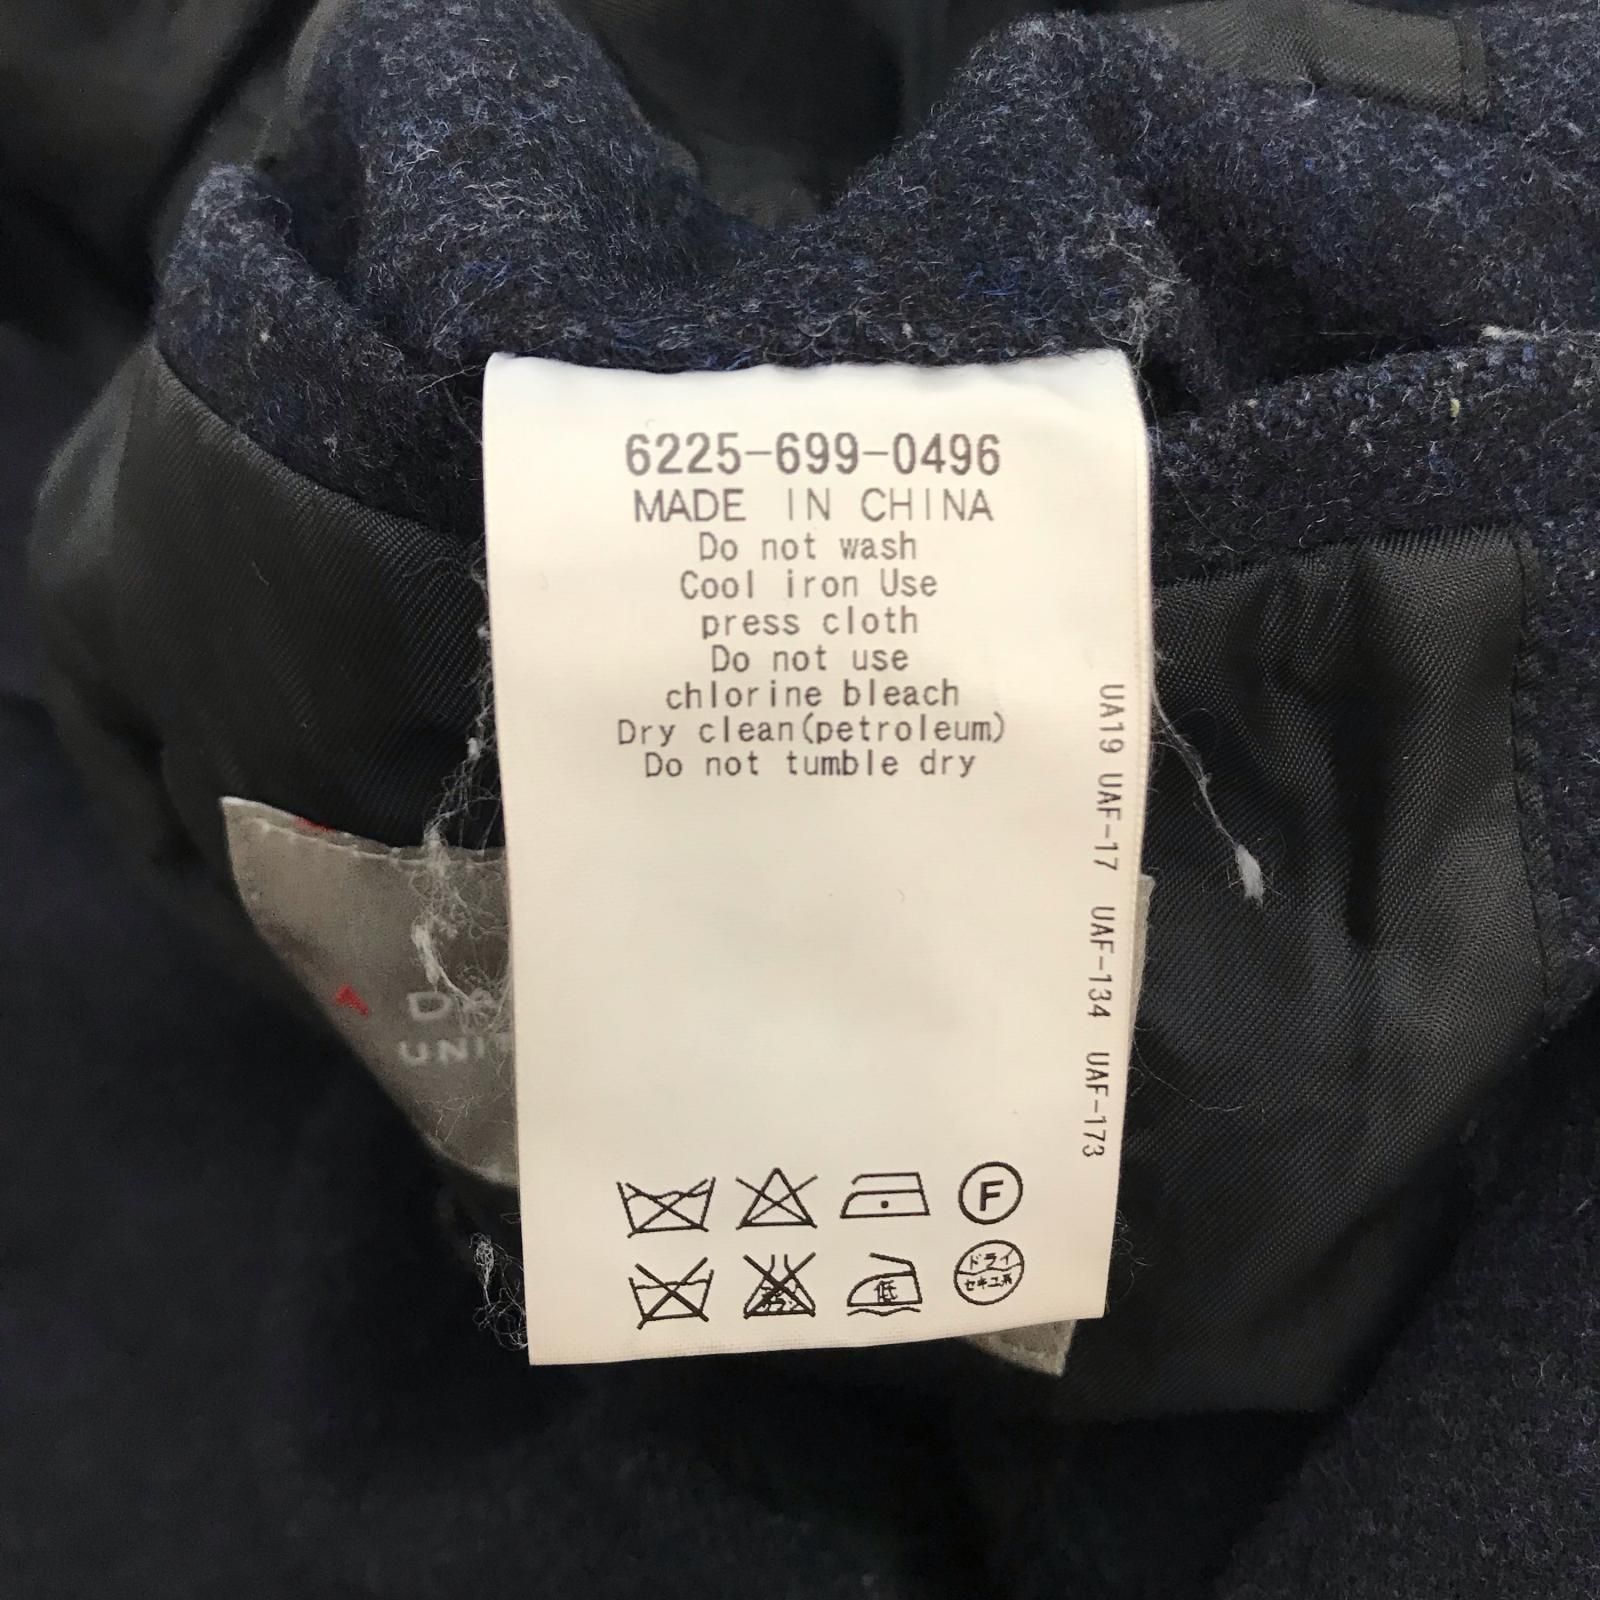 6225-699-0496
MADE IN CHINA
Do not wash
Cool iron Use
press cloth
Do not use
chlorine bleach
Dry clean(petroleum)
Do not tumble dry
UA19 UAF-17 UAF-134 UAF-173
F
ドライ
セキユ系
低